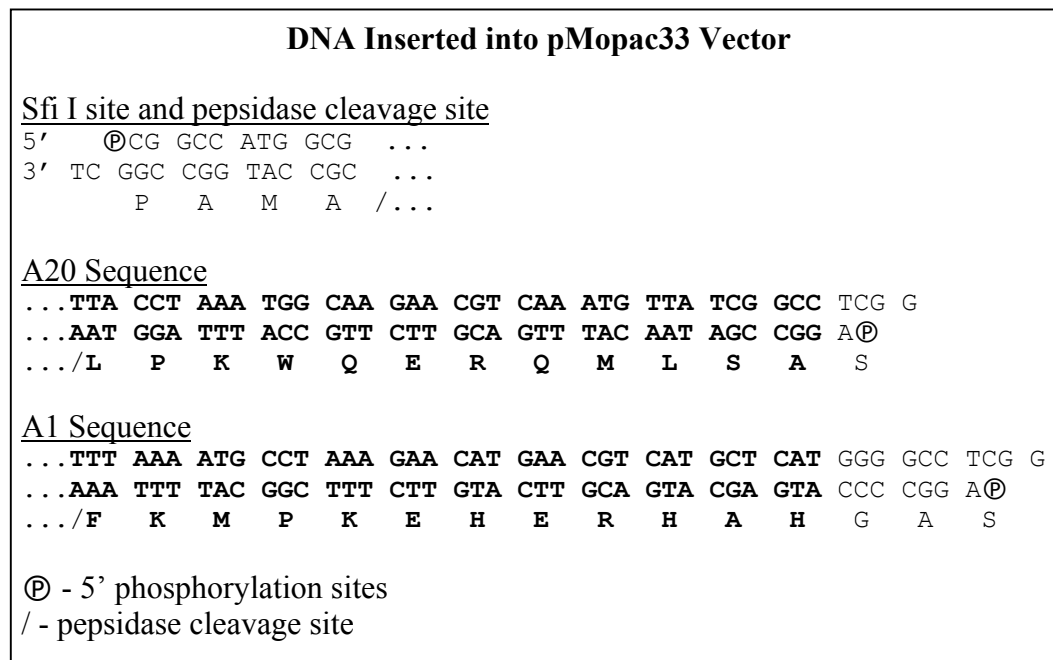 DNA Inserted into pMopac33 Vector
Sfi I site and pepsidase cleavage site
5′ ⓅCG GCC ATG GCG ...
3′ TC GGC CGG TAC CGC ...
P A M A /...
A20 Sequence
...TTA CCT AAA TGG CAA GAA CGT CAA ATG TTA TCG GCC TCG G
...AAT GGA TTT ACC GTT CTT GCA GTT TAC AAT AGC CGG AⓅ
.../L P K W Q E R Q M L S A S
A1 Sequence
...TTT AAA ATG CCT AAA GAA CAT GAA CGT CAT GCT CAT GGG GCC TCG G
...AAA TTT TAC GGC TTT CTT GTA CTT GCA GTA CGA GTA CCC CGG AⓅ
.../F K M P K E H E R H A H G A S
Ⓟ - 5’ phosphorylation sites
/ - pepsidase cleavage site